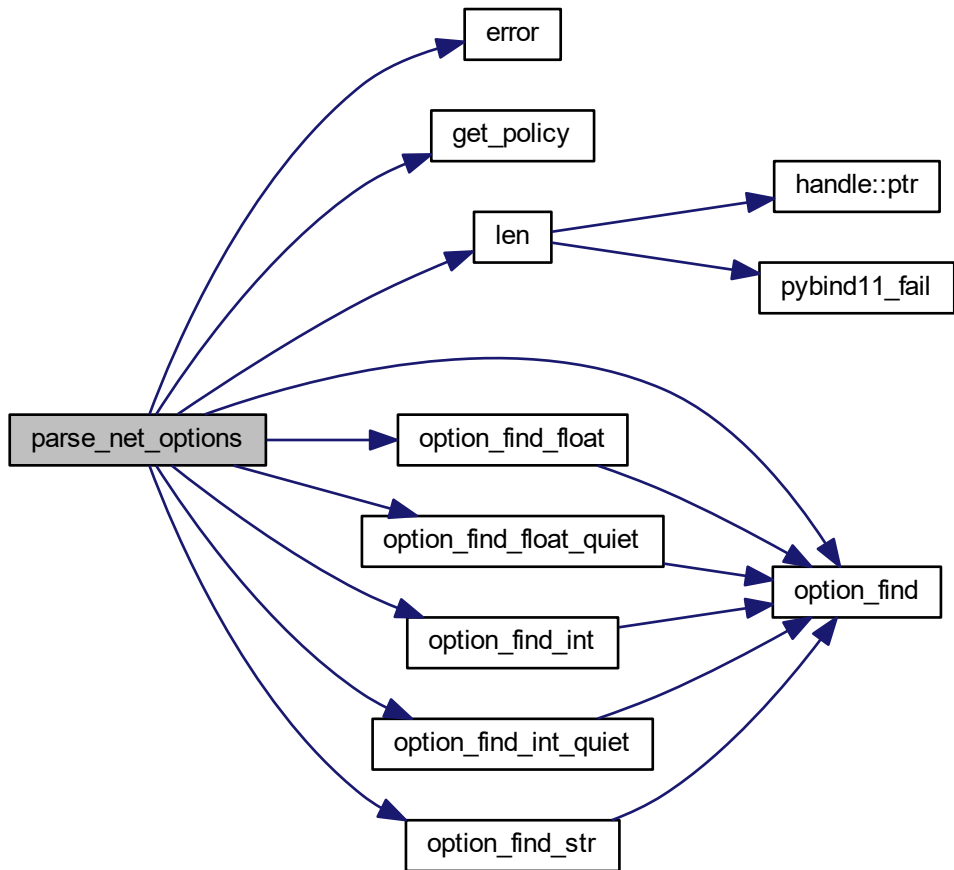 error
get_policy
handle::ptr
len
pybind11_fail
parse_net_options
option_find_float
option_find_float_quiet
option_find
option_find_int
option_find_int_quiet
option_find_str